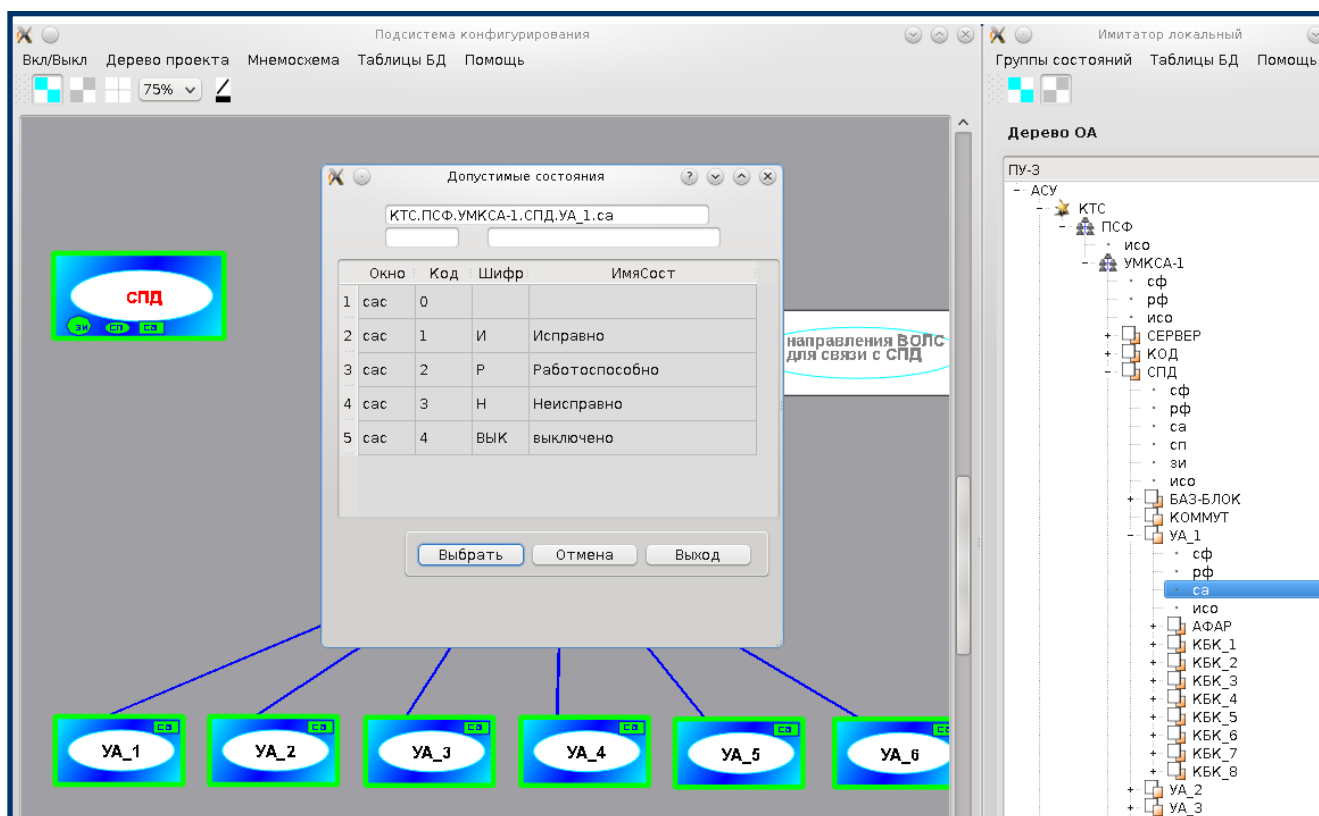 Подсистема конфигурирования
Вкл/Выкл Дерево проекта Мнемосхема Таблицы БД Помощь
75%
СПД
зи сп са
Допустимые состояния
КТС.ПСФ.УМКСА-1.СПД.УА_1.са
Окно Код Шифр ИмяСост
1 сас 0
2 сас 1 И Исправно
3 сас 2 Р Работоспособно
4 сас 3 Н Неисправно
5 сас 4 ВЫК выключено
Выбрать Отмена Выход
направления ВОЛС
для связи с СПД
са са са са са са
УА_1 УА_2 УА_3 УА_4 УА_5 УА_6
Имитатор локальный
Группы состояний Таблицы БД Помощь
Дерево ОА
ПУ-3
АСУ
КТС
ПСФ
исо
УМКСА-1
сф
рф
исо
СЕРВЕР
КОД
СПД
сф
рф
са
сп
зи
исо
БАЗ-БЛОК
КОММУТ
УА_1
сф
рф
са
исо
АФАР
КБК_1
КБК_2
КБК_3
КБК_4
КБК_5
КБК_6
КБК_7
КБК_8
УА_2
УА_3